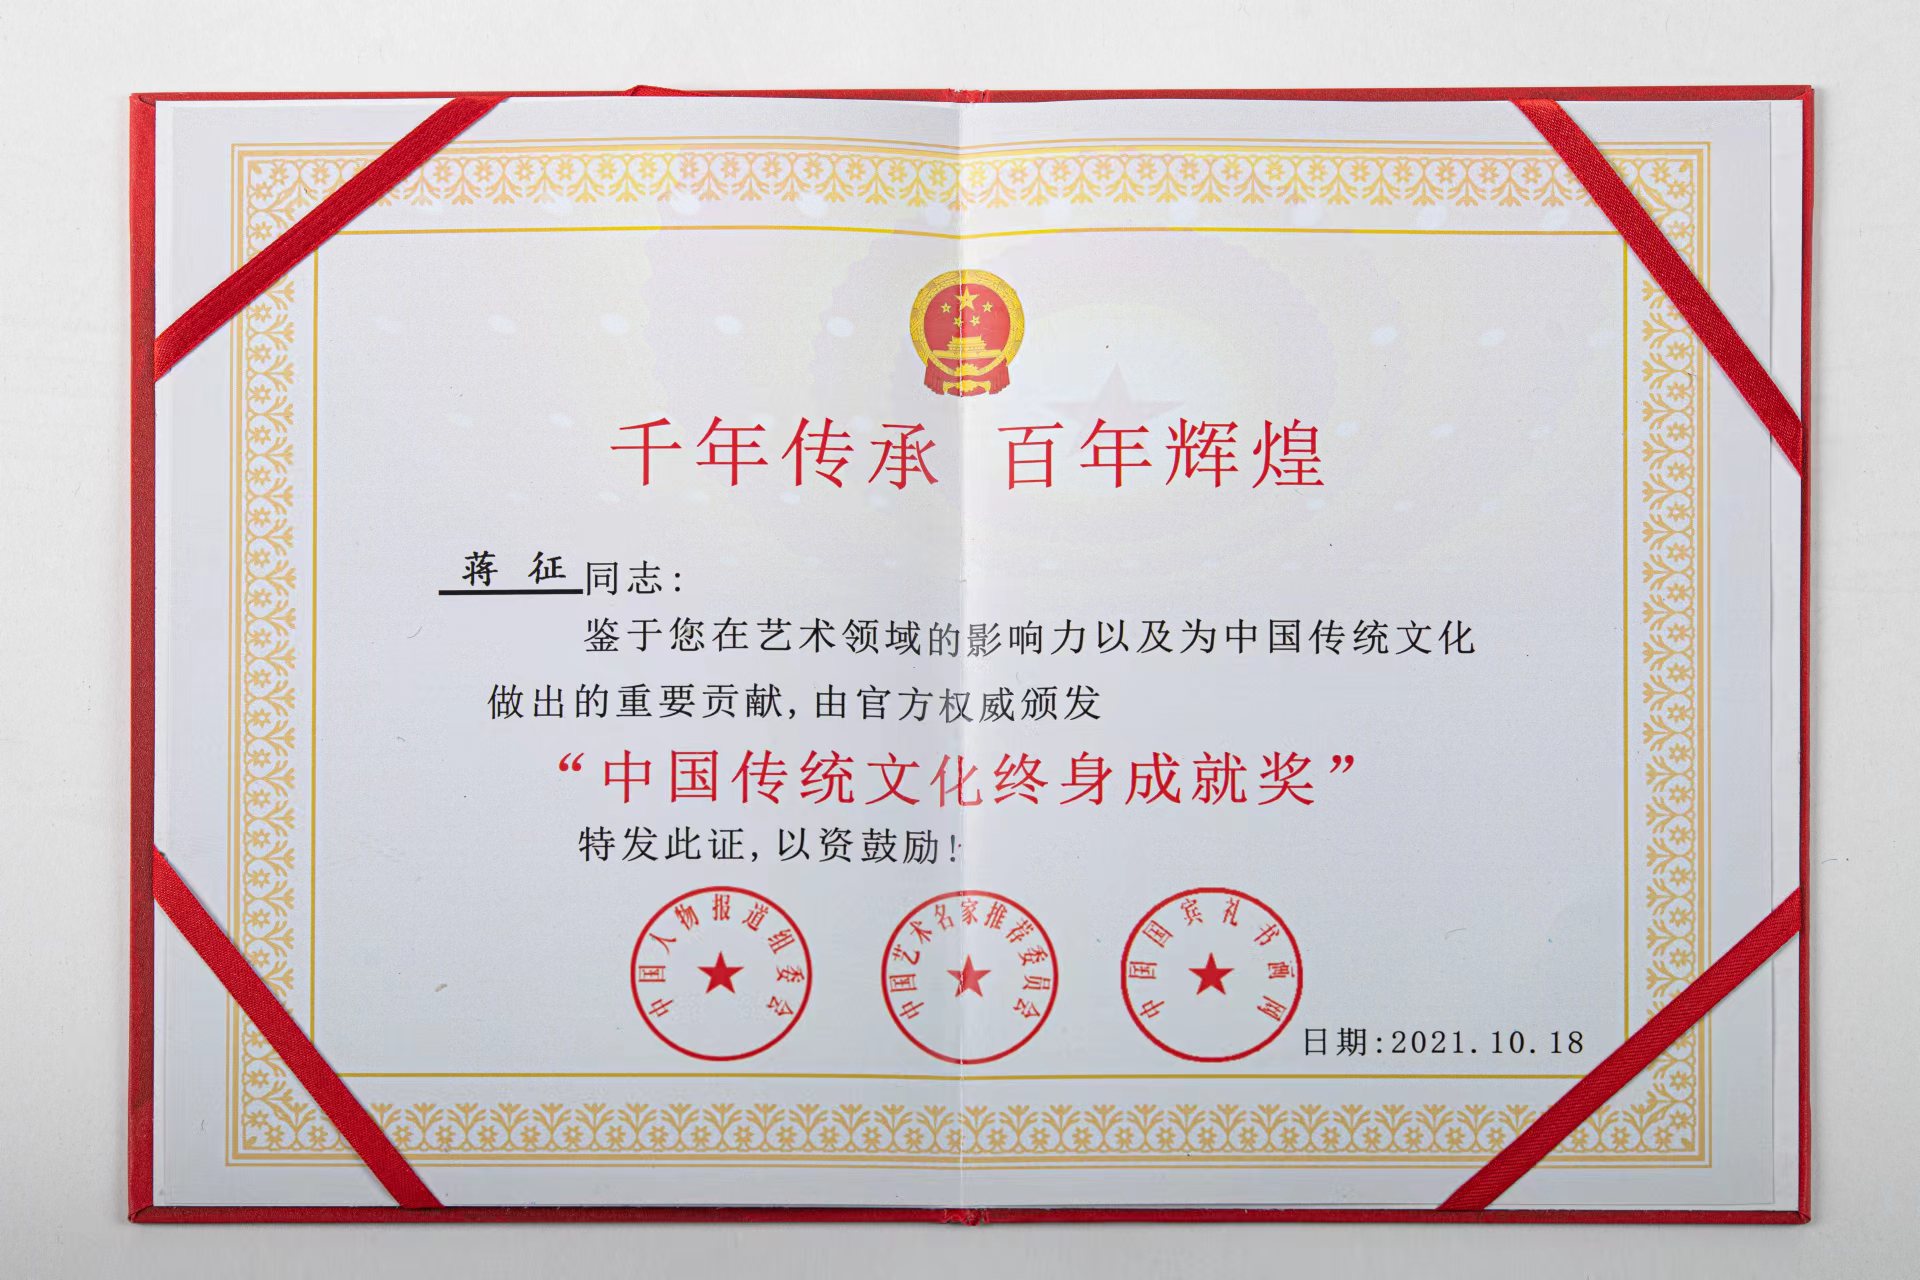 千年传承 百年辉煌
蒋征同志：
鉴于您在艺术领域的影响力以及为中国传统文化
做出的重要贡献，由官方权威颁发
“中国传统文化终身成就奖”
特发此证，以资鼓励！
中国人物报道组委会
中国艺术名家推荐委员会
中国国宾礼书画网
日期：2021.10.18